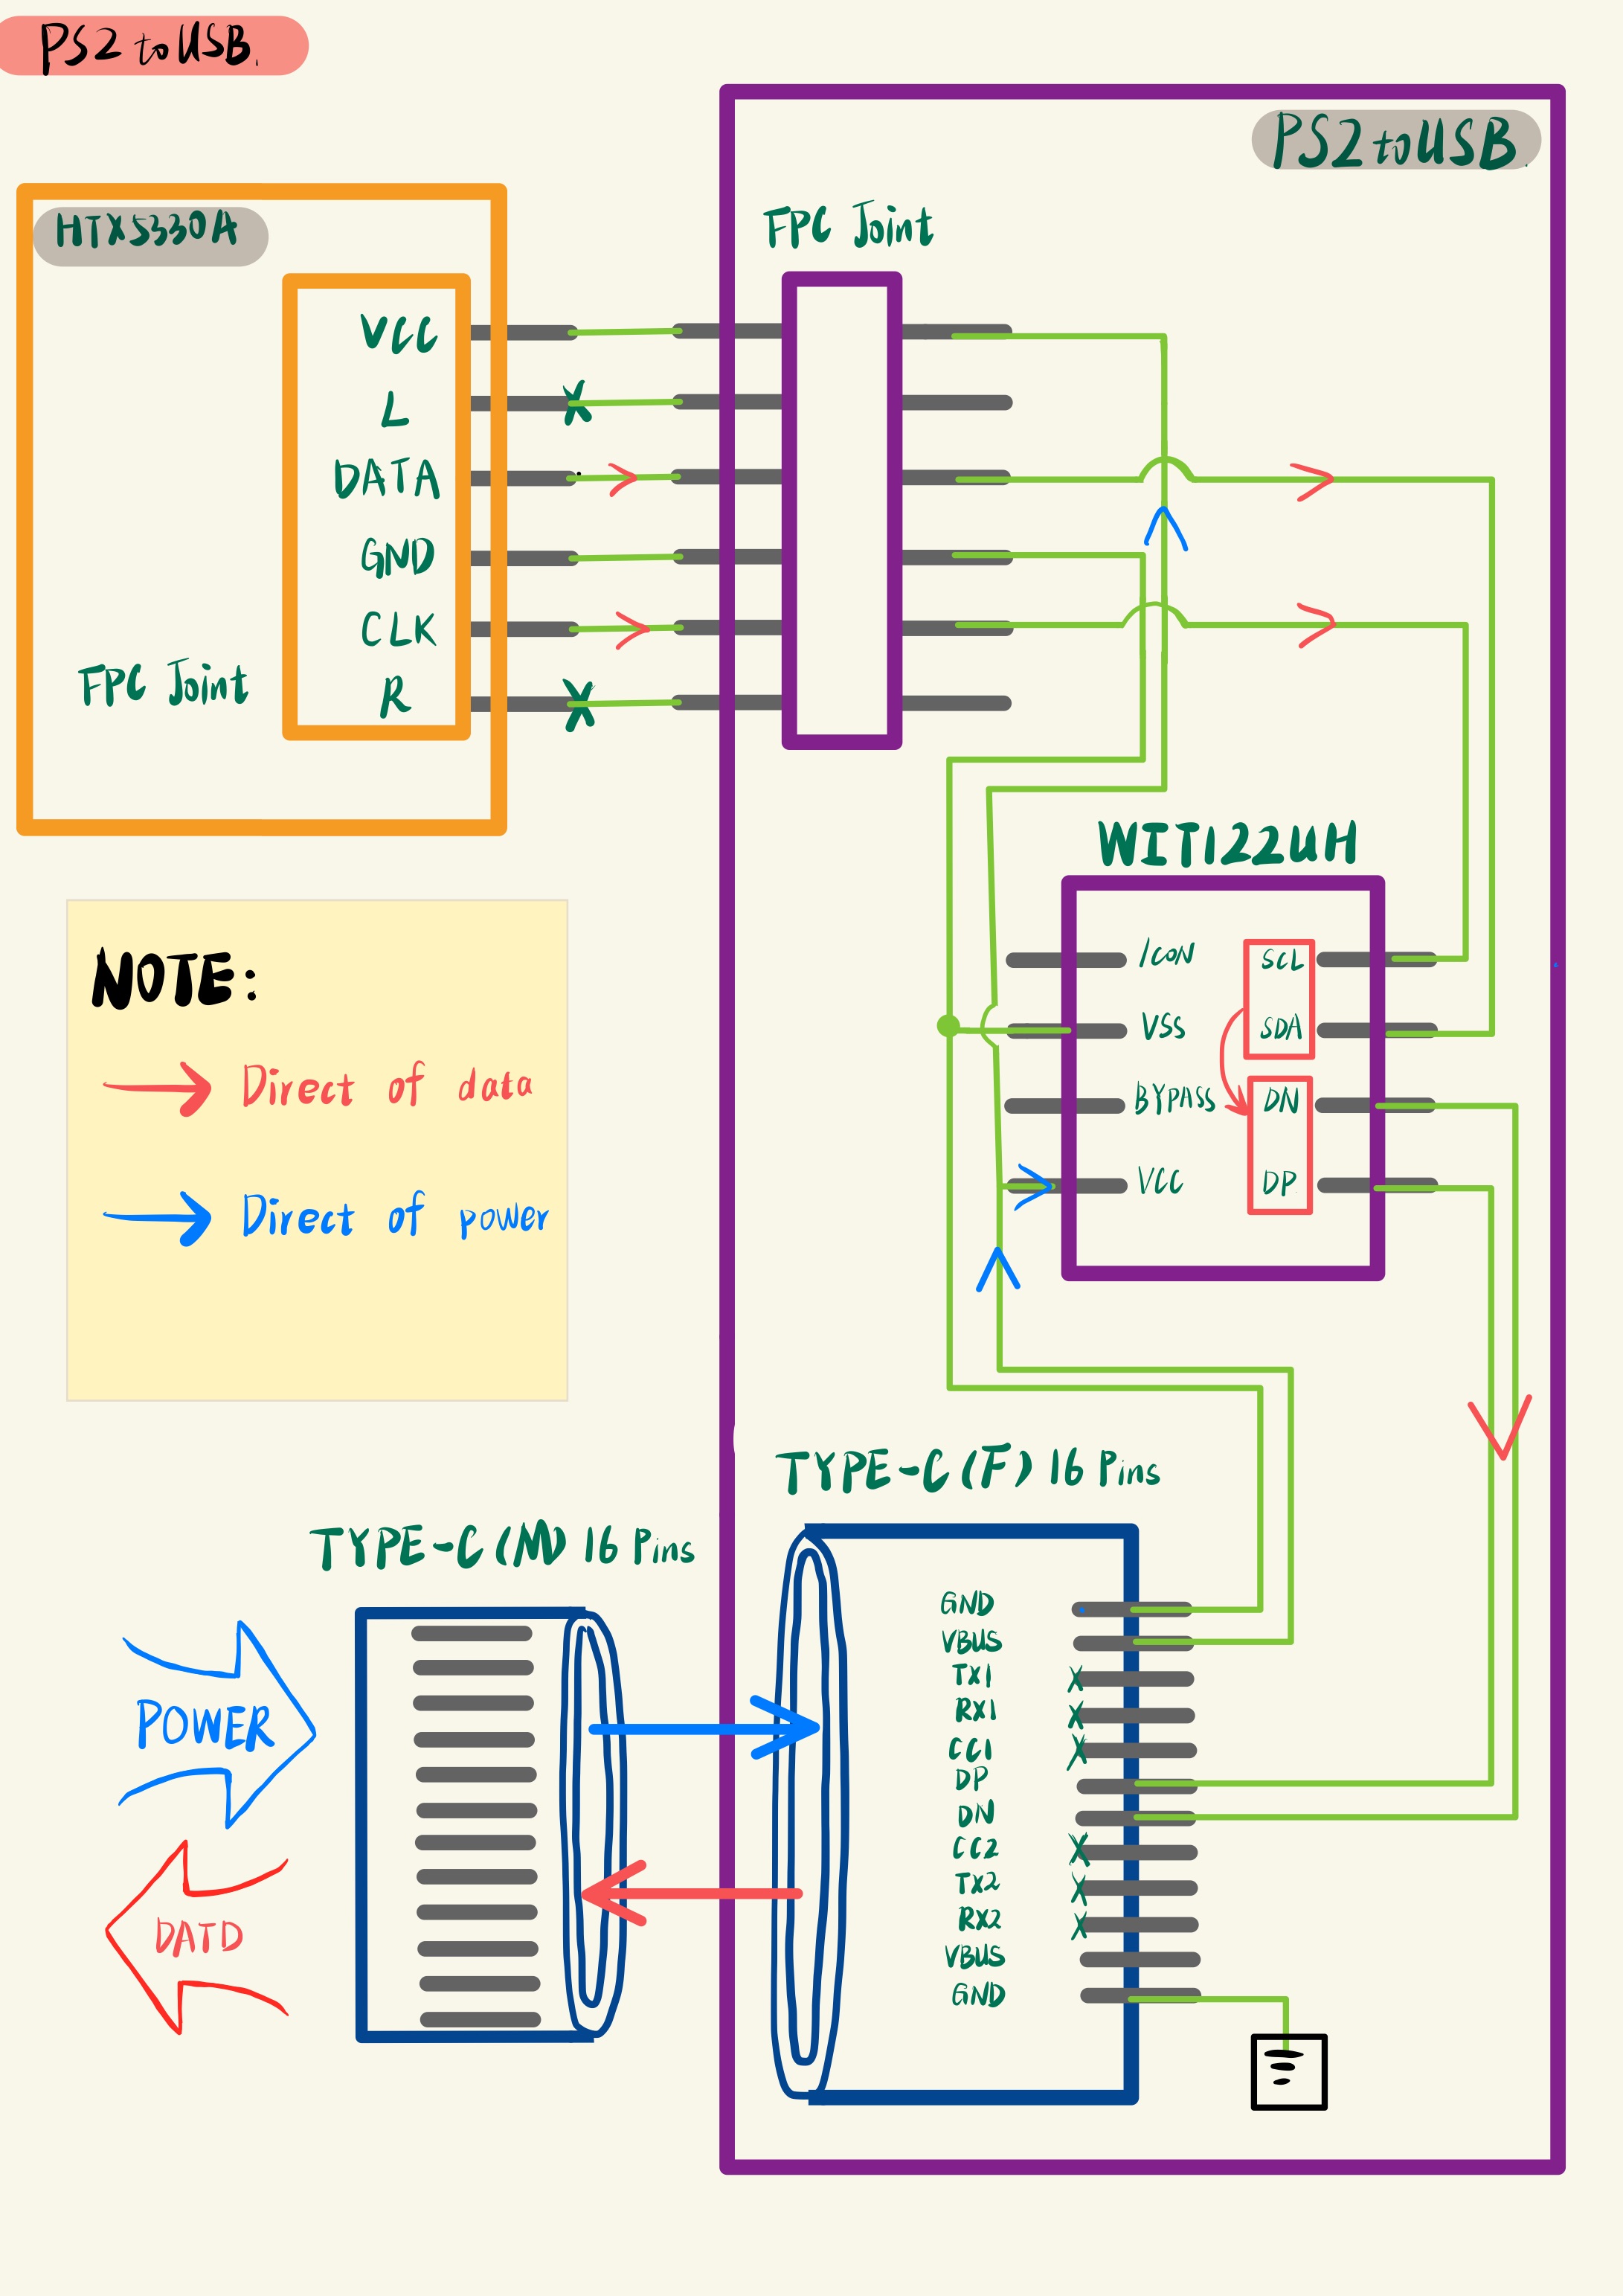 PS2 to USB.
PS2 to USB.
HTX5330A
FPC Joint
VCC
L
DATA
GND
CLK
R
FPC Joint
X
X
WIT122UH
ICON
VSS
BYPASS
VCC
SCL
SDA
DN
DP
NOTE:
Direct of data
Direct of power
TYPE-C (F) 16 Pins
TYPE-C (M) 16 Pins
POWER
DATD
GND
VBUS
TX1
X
RX1
X
CC1
X
DP
DN
CC2
X
TX2
X
RX2
X
VBUS
GND